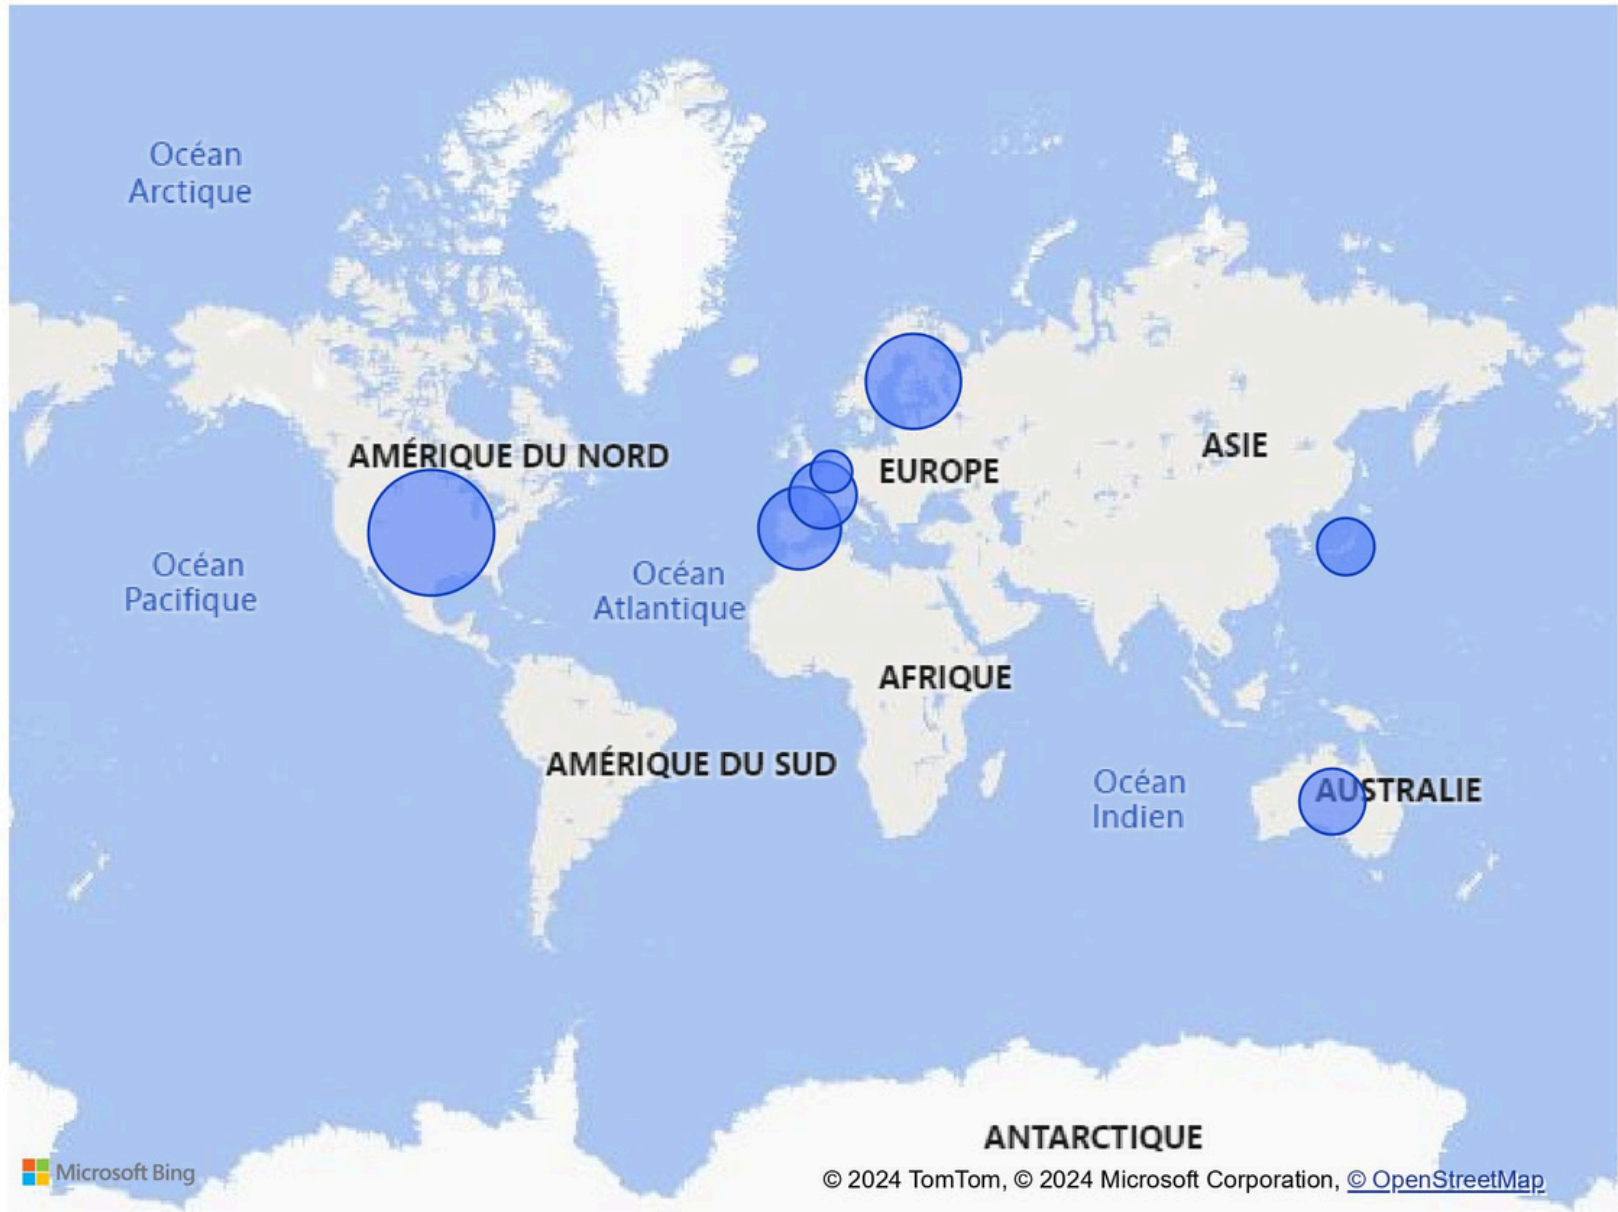 Océan
Arctique
AMÉRIQUE DU NORD
EUROPE
ASIE
Océan
Pacifique
Océan
Atlantique
AFRIQUE
AMÉRIQUE DU SUD
Océan
Indien
AUSTRALIE
ANTARCTIQUE
Microsoft Bing
© 2024 TomTom, © 2024 Microsoft Corporation, © OpenStreetMap